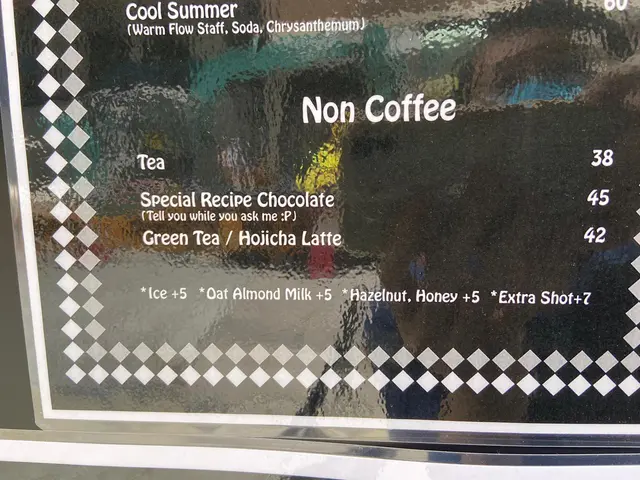 Cool Summer 60
(Warm Flow Staff, Soda, Chrysanthemum)
Non Coffee
Tea 38
Special Recipe Chocolate 45
(Tell you while you ask me :P)
Green Tea / Hojicha Latte 42
*Ice +5 *Oat Almond Milk +5 *Hazelnut, Honey +5 *Extra Shot+7